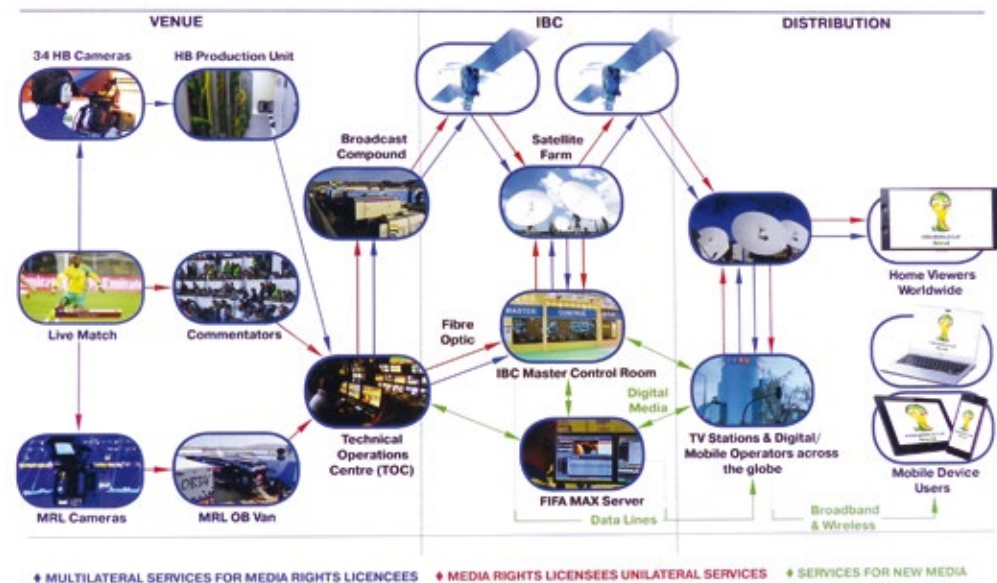 VENUE
IBC
DISTRIBUTION
34 HB Cameras
HB Production Unit
Broadcast
Compound
Satellite
Farm
Home Viewers
Worldwide
Live Match
Commentators
Fibre
Optic
MASTER CONTROL
IBC Master Control Room
Digital
Media
Technical
Operations
Centre (TOC)
FIFA MAX Server
TV Stations & Digital/
Mobile Operators across
the globe
Mobile Device
Users
MRL Cameras
OB34
MRL OB Van
Data Lines
Broadband
& Wireless
♦ MULTILATERAL SERVICES FOR MEDIA RIGHTS LICENCEES ♦ MEDIA RIGHTS LICENSEES UNILATERAL SERVICES ♦ SERVICES FOR NEW MEDIA